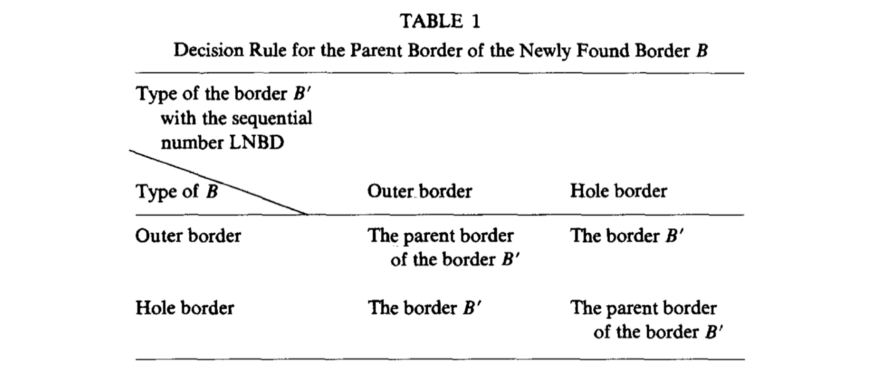 TABLE 1
Decision Rule for the Parent Border of the Newly Found Border B
Type of the border B′
with the sequential
number LNBD
Type of B Outer border Hole border
Outer border The parent border The border B′
of the border B′
Hole border The border B′ The parent border
of the border B′